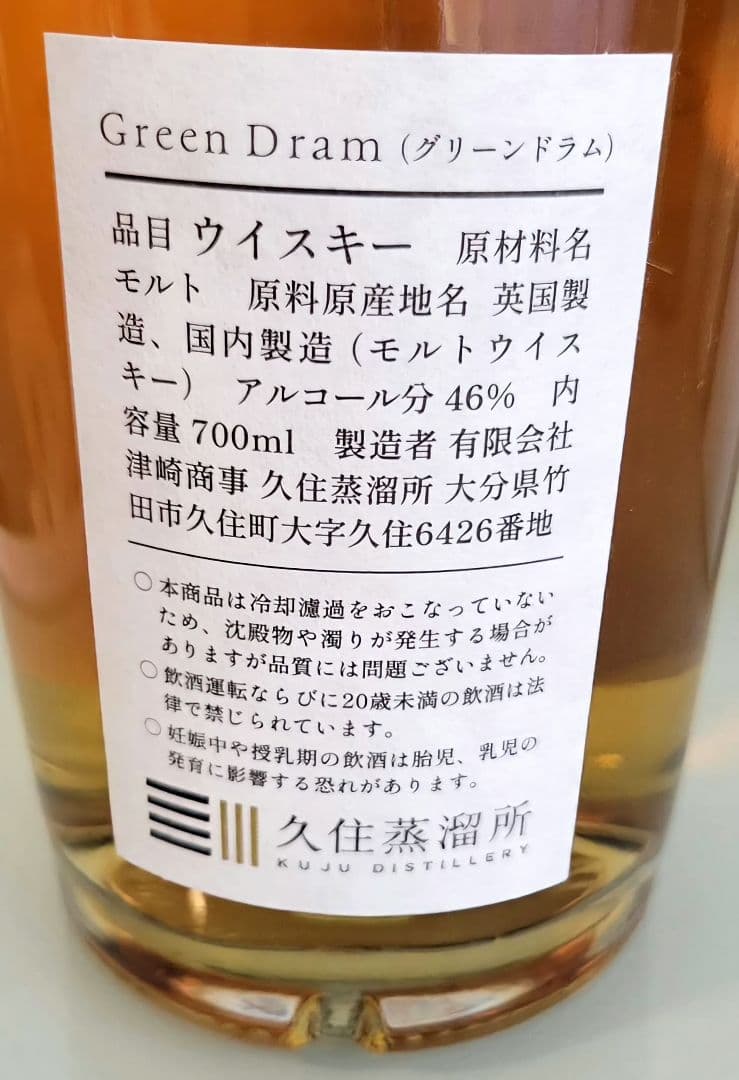 Green Dram (グリーンドラム)
品目 ウイスキー 原材料名
モルト 原料原産地名 英国製
造、国内製造(モルトウイス
キー) アルコール分 46% 内
容量 700ml 製造者 有限会社
津崎商事 久住蒸溜所 大分県竹
田市久住町大字久住6426番地
○ 本商品は冷却濾過をおこなっていない
ため、沈殿物や濁りが発生する場合が
ありますが品質には問題ございません。
○ 飲酒運転ならびに20歳未満の飲酒は法
律で禁じられています。
○ 妊娠中や授乳期の飲酒は胎児、乳児の
発育に影響する恐れがあります。
久住蒸溜所
KUJU DISTILLERY